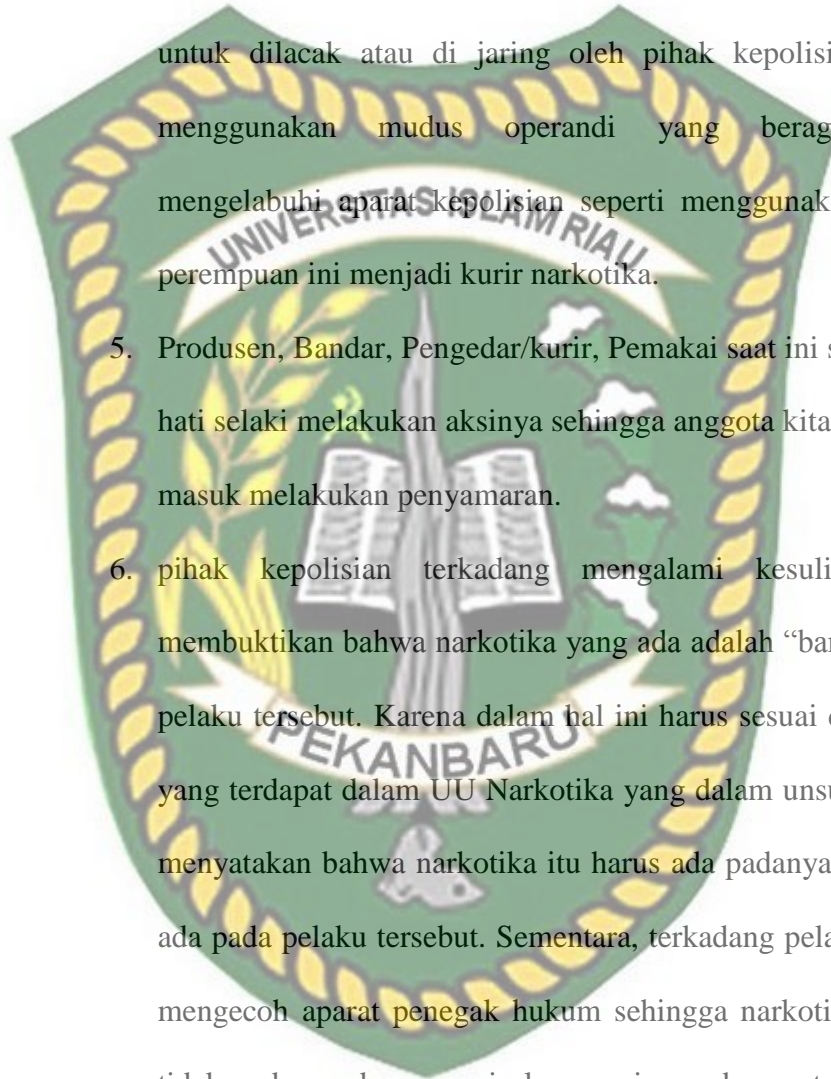 untuk dilacak atau di jaring oleh pihak kepolisi
menggunakan mudus operandi yang berag
mengelabuhi aparat kepolisian seperti menggunak
UNIVERSITAS ISLAM RIAU
perempuan ini menjadi kurir narkotika.
5. Produsen, Bandar, Pengedar/kurir, Pemakai saat ini s
hati selaki melakukan aksinya sehingga anggota kita
masuk melakukan penyamaran.
6. pihak kepolisian terkadang mengalami kesuli
membuktikan bahwa narkotika yang ada adalah “bar
pelaku tersebut. Karena dalam hal ini harus sesuai
PEKANBARU
yang terdapat dalam UU Narkotika yang dalam unsu
menyatakan bahwa narkotika itu harus ada padanya
ada pada pelaku tersebut. Sementara, terkadang pela
mengecoh aparat penegak hukum sehingga narkoti